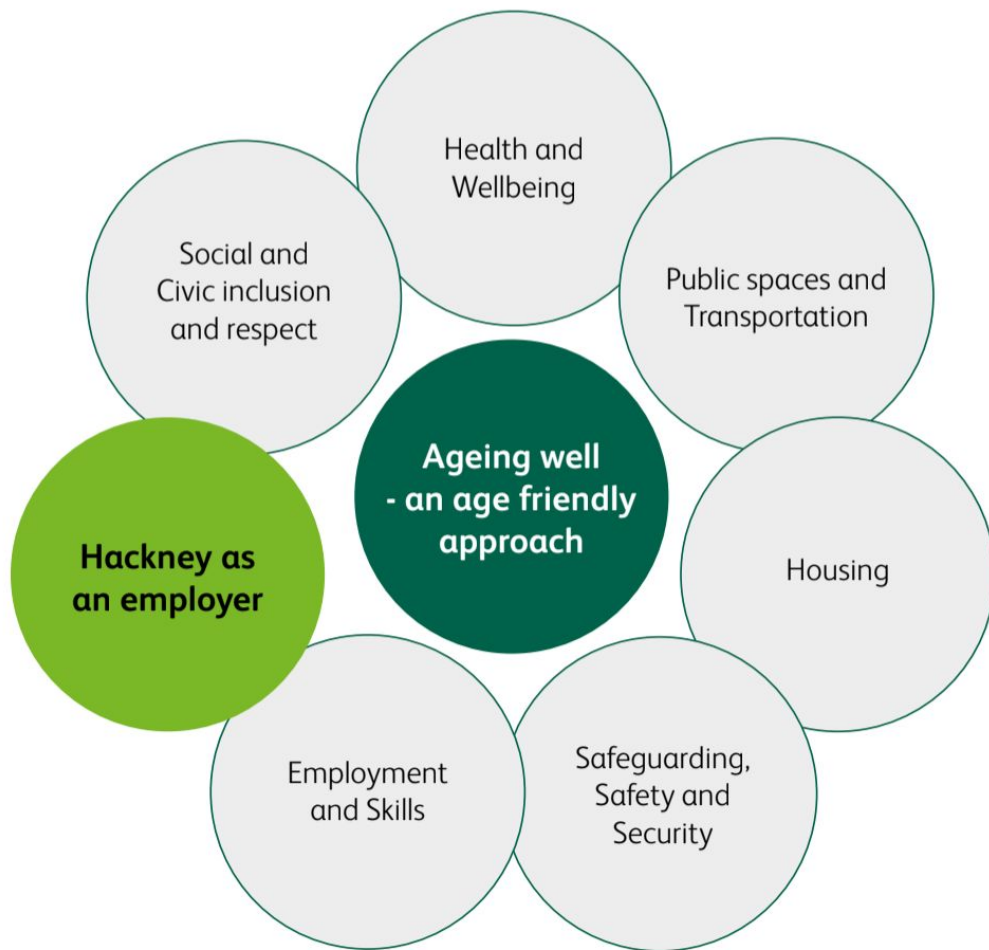 Health and
Wellbeing
Social and
Civic inclusion
and respect
Public spaces and
Transportation
Ageing well
- an age friendly
approach
Hackney as
an employer
Housing
Employment
and Skills
Safeguarding,
Safety and
Security